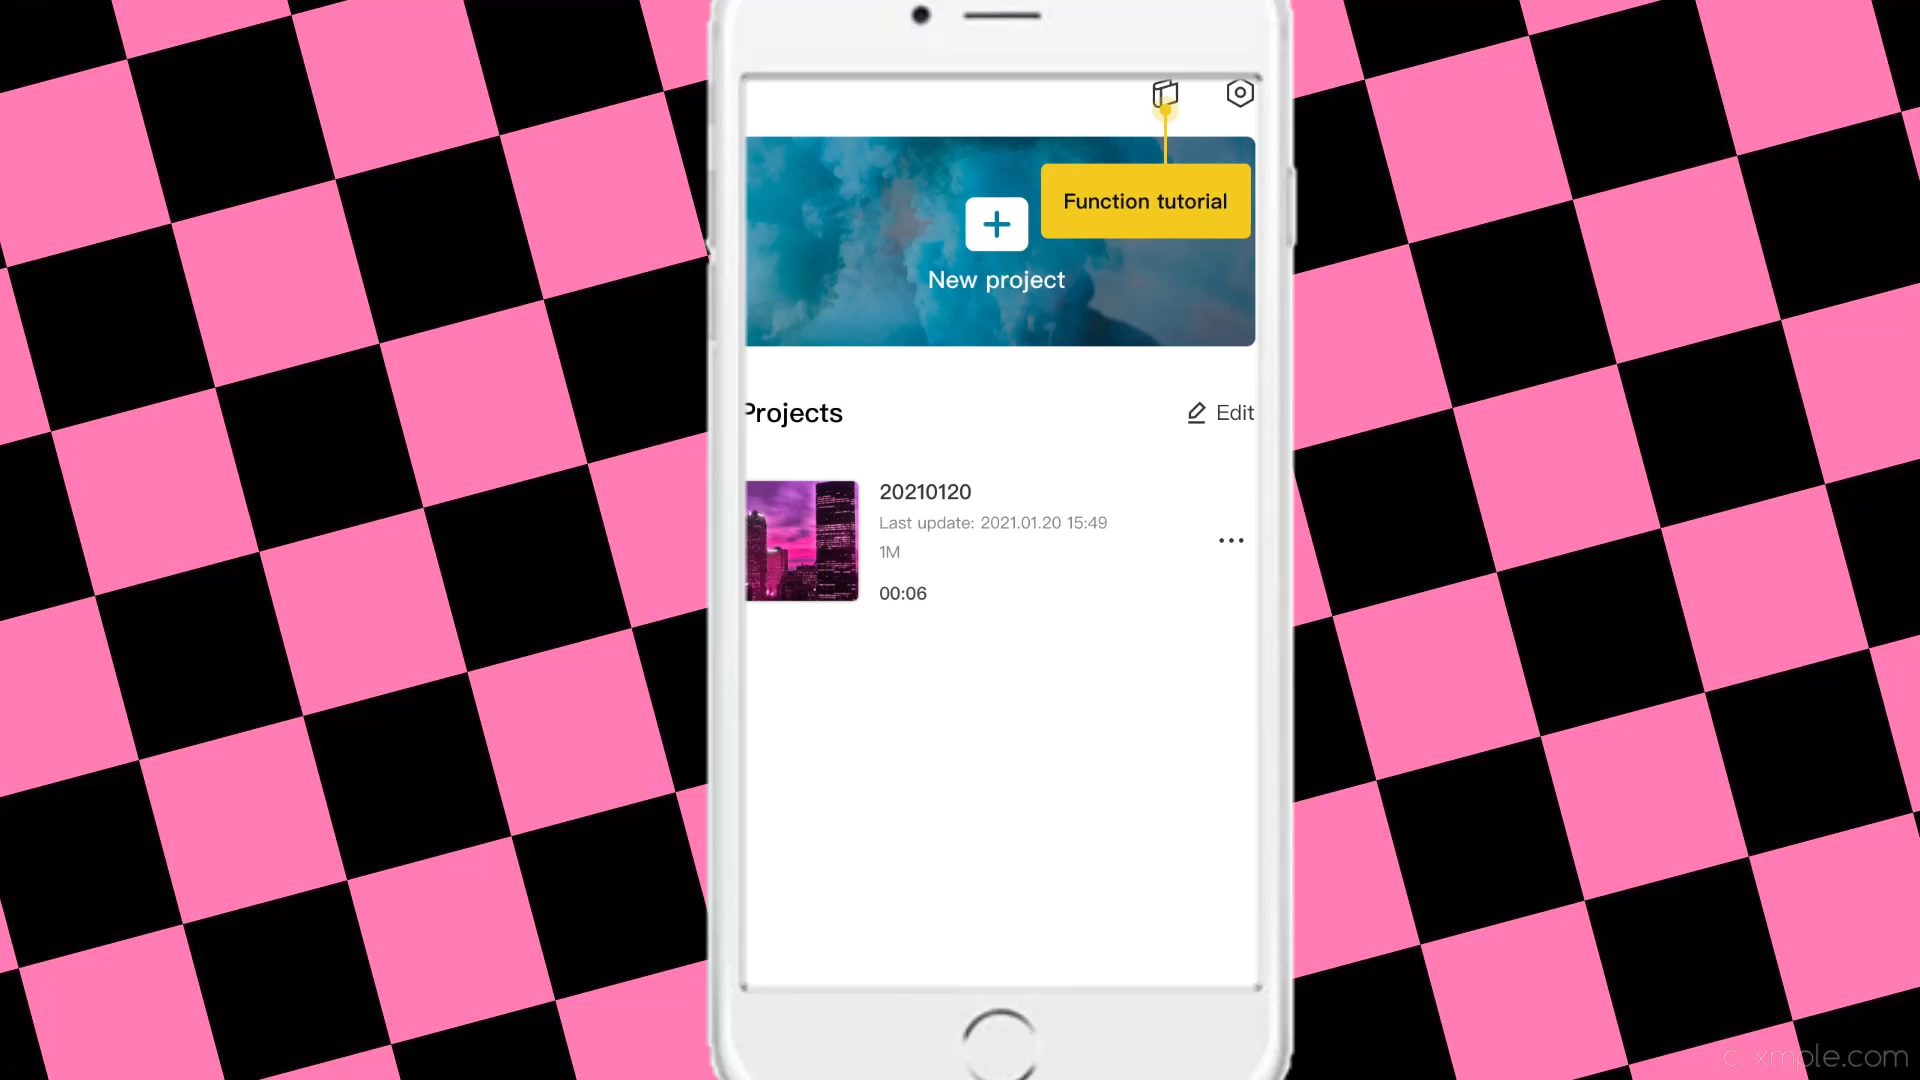 Function tutorial
New project
Projects
Edit
20210120
Last update: 2021.01.20 15:49
1M
00:06
© xmple.com